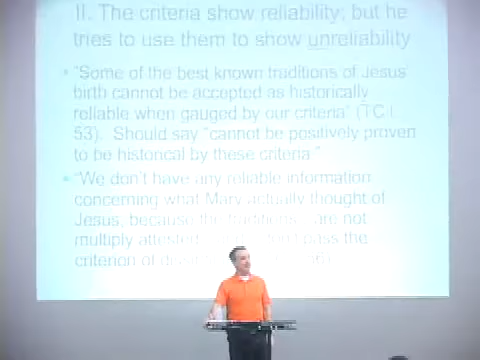 II. The criteria show reliability; but he
tries to use them to show unreliability
• "Some of the best known traditions of Jesus'
birth cannot be accepted as historically
reliable when gauged by our criteria"
53). Should say "cannot be positively proven
to be historical by these criteria."
• "We don't have any reliable information
concerning what Mary actually thought of
Jesus, because the traditions are not
multiply attested pass the
criterion of